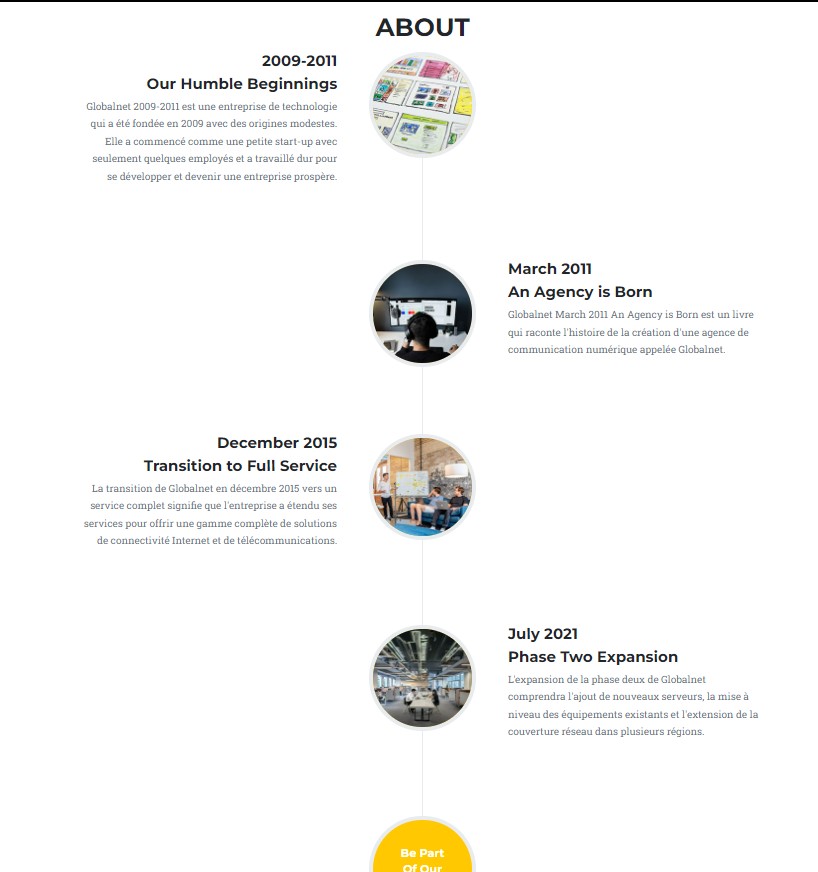 ABOUT
2009-2011
Our Humble Beginnings
Globalnet 2009-2011 est une entreprise de technologie
qui a été fondée en 2009 avec des origines modestes.
Elle a commencé comme une petite start-up avec
seulement quelques employés et a travaillé dur pour
se développer et devenir une entreprise prospère.
March 2011
An Agency is Born
Globalnet March 2011 An Agency is Born est un livre
qui raconte l'histoire de la création d'une agence de
communication numérique appelée Globalnet.
December 2015
Transition to Full Service
La transition de Globalnet en décembre 2015 vers un
service complet signifie que l'entreprise a étendu ses
services pour offrir une gamme complète de solutions
de connectivité Internet et de télécommunications.
July 2021
Phase Two Expansion
L'expansion de la phase deux de Globalnet
comprendra l'ajout de nouveaux serveurs, la mise à
niveau des équipements existants et l'extension de la
couverture réseau dans plusieurs régions.
Be Part
Of Our